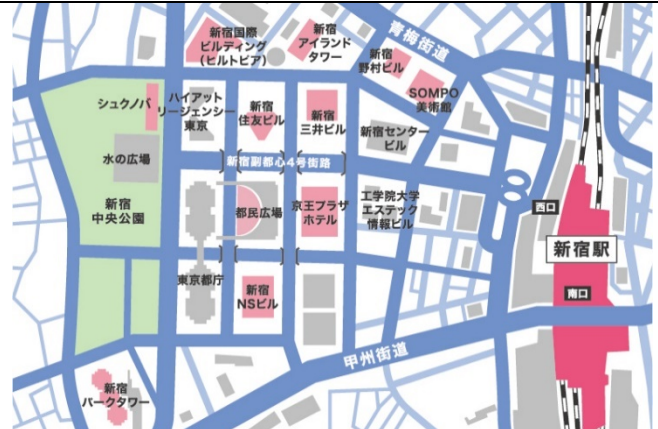 新宿国際
ビルディング
(ヒルトピア)
新宿
アイランド
タワー
青梅街道
新宿
野村ビル
SOMPO
美術館
シュクノバ
ハイアット
リージェンシー
東京
新宿
住友ビル
新宿
三井ビル
新宿センター
ビル
水の広場
新宿副都心4号街路
新宿
中央公園
都民広場
京王プラザ
ホテル
工学院大学
エステック
情報ビル
西口
新宿駅
東京都庁
新宿
NSビル
南口
甲州街道
新宿
パークタワー